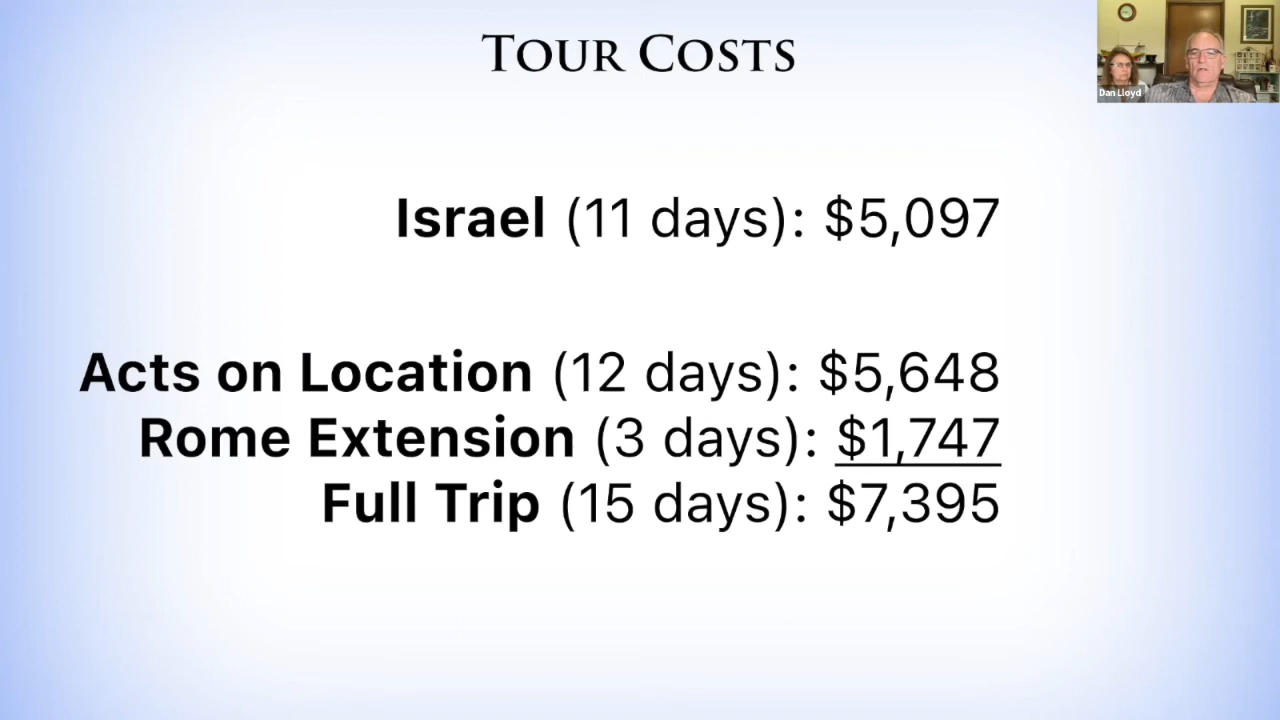 TOUR COSTS
Dan Lloyd
Israel (11 days): $5,097
Acts on Location (12 days): $5,648
Rome Extension (3 days): $1,747
Full Trip (15 days): $7,395